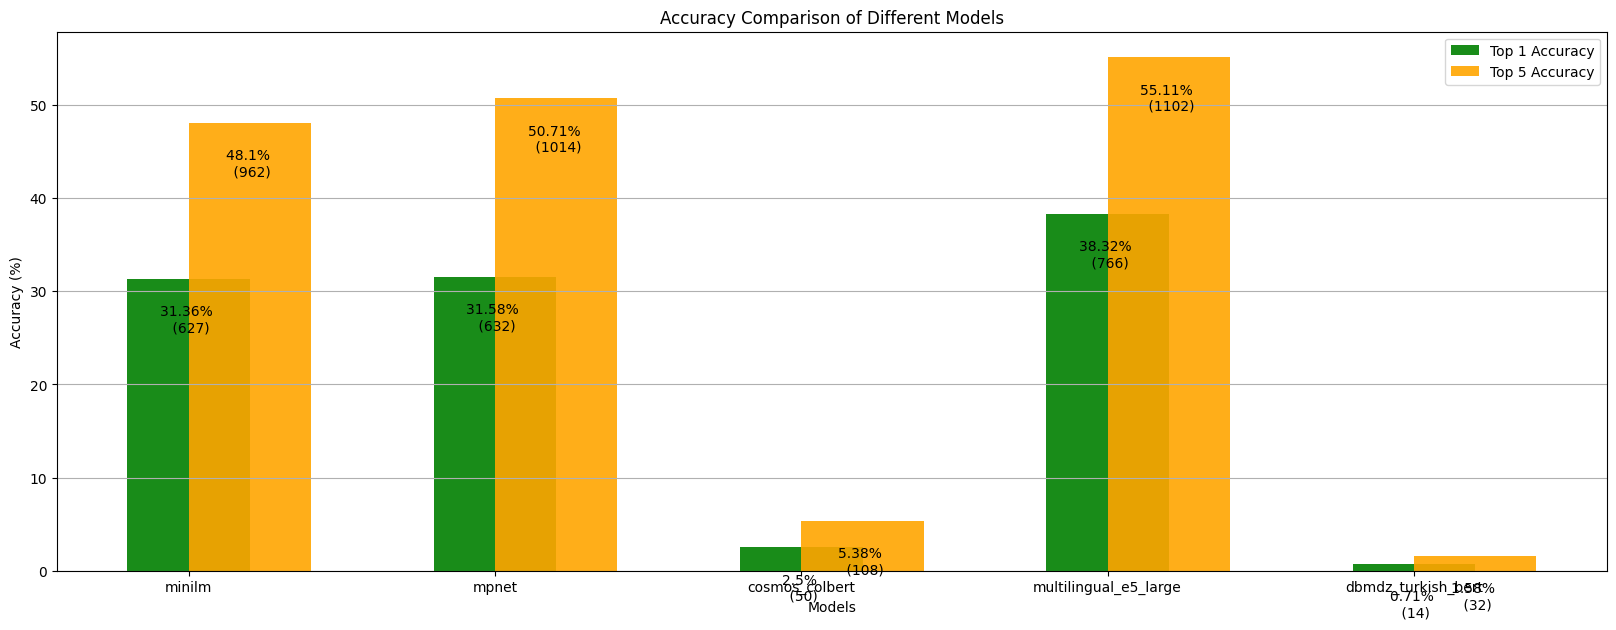 Accuracy Comparison of Different Models
Top 1 Accuracy
Top 5 Accuracy
Accuracy (%)
50
40
30
20
10
0
48.1%
(962)
31.36%
(627)
50.71%
(1014)
31.58%
(632)
5.38%
(108)
2.5%
(50)
55.11%
(1102)
38.32%
(766)
1.58%
(32)
0.71%
(14)
minilm
mpnet
cosmos_colbert
multilingual_e5_large
dbmdz_turkish_bert
Models